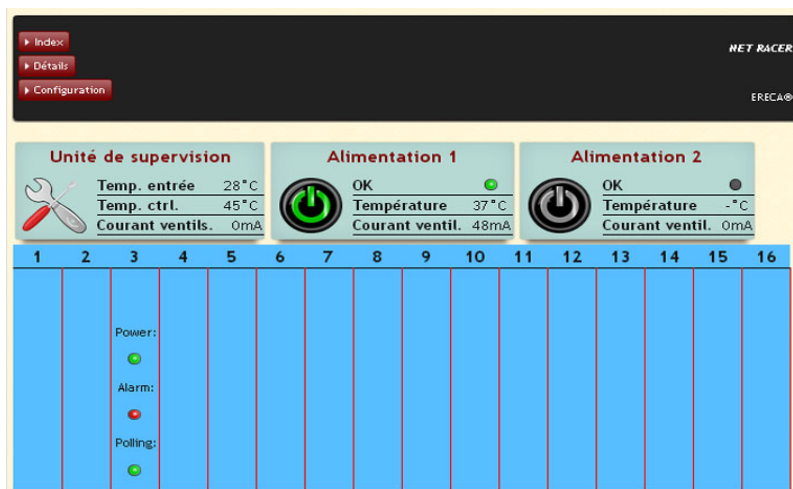 Index
Détails
Configuration
NET RACER
ERECA®
Unité de supervision
Temp. entrée 28°C
Temp. ctrl. 45°C
Courant ventils. 0mA
Alimentation 1
OK
Température 37°C
Courant ventil. 48mA
Alimentation 2
OK
Température -°C
Courant ventil. 0mA
1 2 3 4 5 6 7 8 9 10 11 12 13 14 15 16
Power:
Alarm:
Polling: